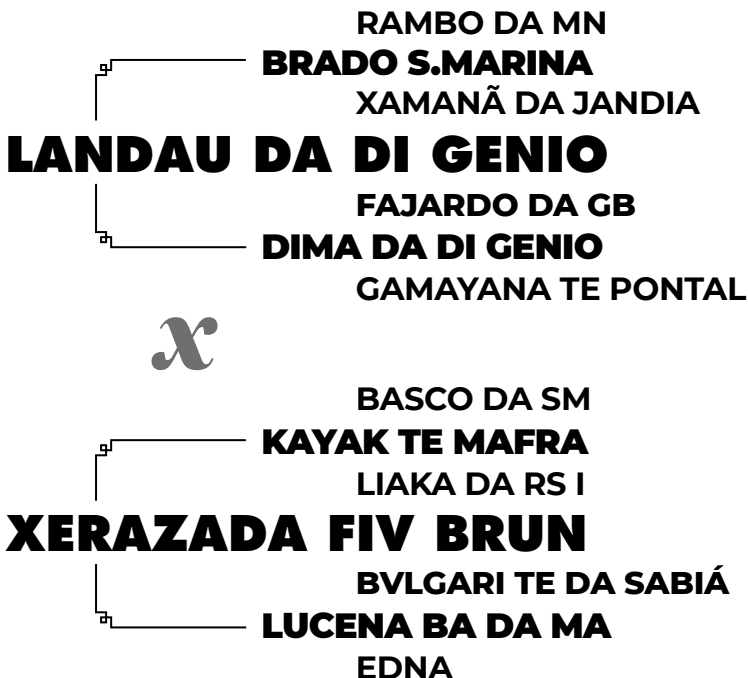 RAMBO DA MN
BRADO S.MARINA
XAMANÃ DA JANDIA
LANDAU DA DI GENIO
FAJARDO DA GB
DIMA DA DI GENIO
GAMAYANA TE PONTAL
x
BASCO DA SM
KAYAK TE MAFRA
LIAKA DA RS I
XERAZADA FIV BRUN
BVLGARI TE DA SABIÁ
LUCENA BA DA MA
EDNA